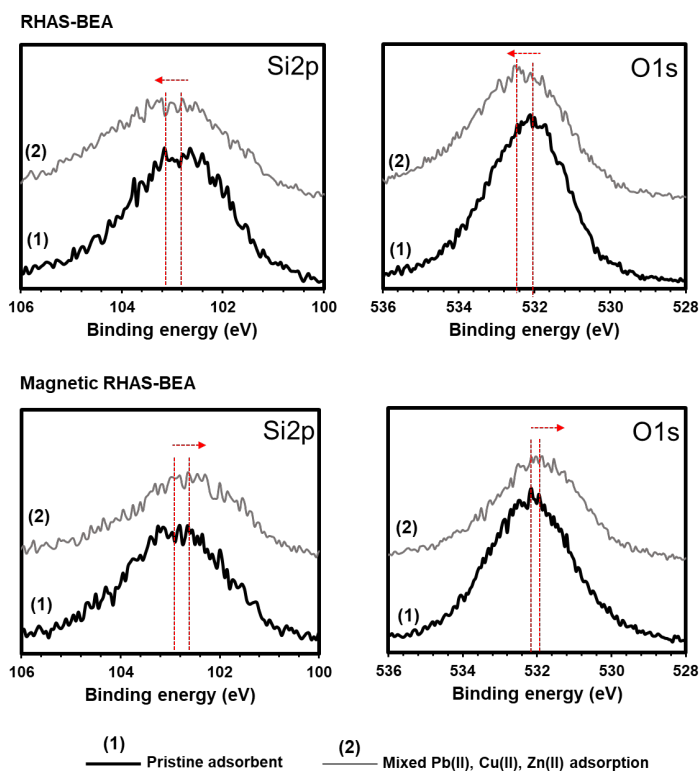 RHAS-BEA
Si2p
(2)
(1)
106 104 102 100
Binding energy (eV)
O1s
(2)
(1)
536 534 532 530 528
Binding energy (eV)
Magnetic RHAS-BEA
Si2p
(2)
(1)
106 104 102 100
Binding energy (eV)
O1s
(2)
(1)
536 534 532 530 528
Binding energy (eV)
(1) Pristine adsorbent
(2) Mixed Pb(II), Cu(II), Zn(II) adsorption